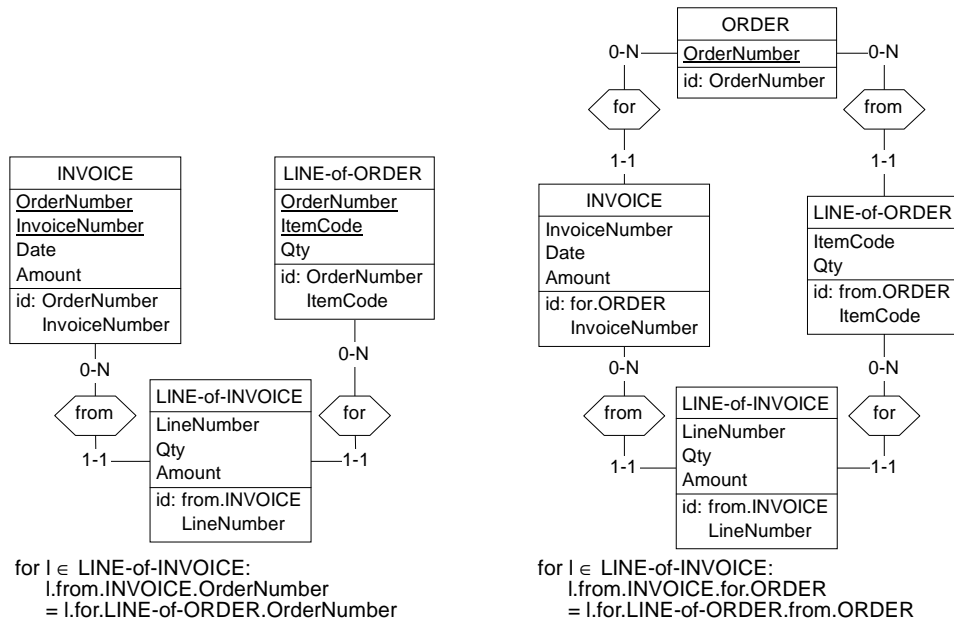 INVOICE
OrderNumber
InvoiceNumber
Date
Amount
id: OrderNumber
InvoiceNumber
LINE-of-ORDER
OrderNumber
ItemCode
Qty
id: OrderNumber
ItemCode
0-N
0-N
from
for
1-1
1-1
LINE-of-INVOICE
LineNumber
Qty
Amount
id: from.INVOICE
LineNumber
for l ∈ LINE-of-INVOICE:
l.from.INVOICE.OrderNumber
= l.for.LINE-of-ORDER.OrderNumber
ORDER
OrderNumber
id: OrderNumber
0-N
0-N
for
from
1-1
1-1
INVOICE
InvoiceNumber
Date
Amount
id: for.ORDER
InvoiceNumber
LINE-of-ORDER
ItemCode
Qty
id: from.ORDER
ItemCode
0-N
0-N
from
for
1-1
1-1
LINE-of-INVOICE
LineNumber
Qty
Amount
id: from.INVOICE
LineNumber
for l ∈ LINE-of-INVOICE:
l.from.INVOICE.for.ORDER
= l.for.LINE-of-ORDER.from.ORDER